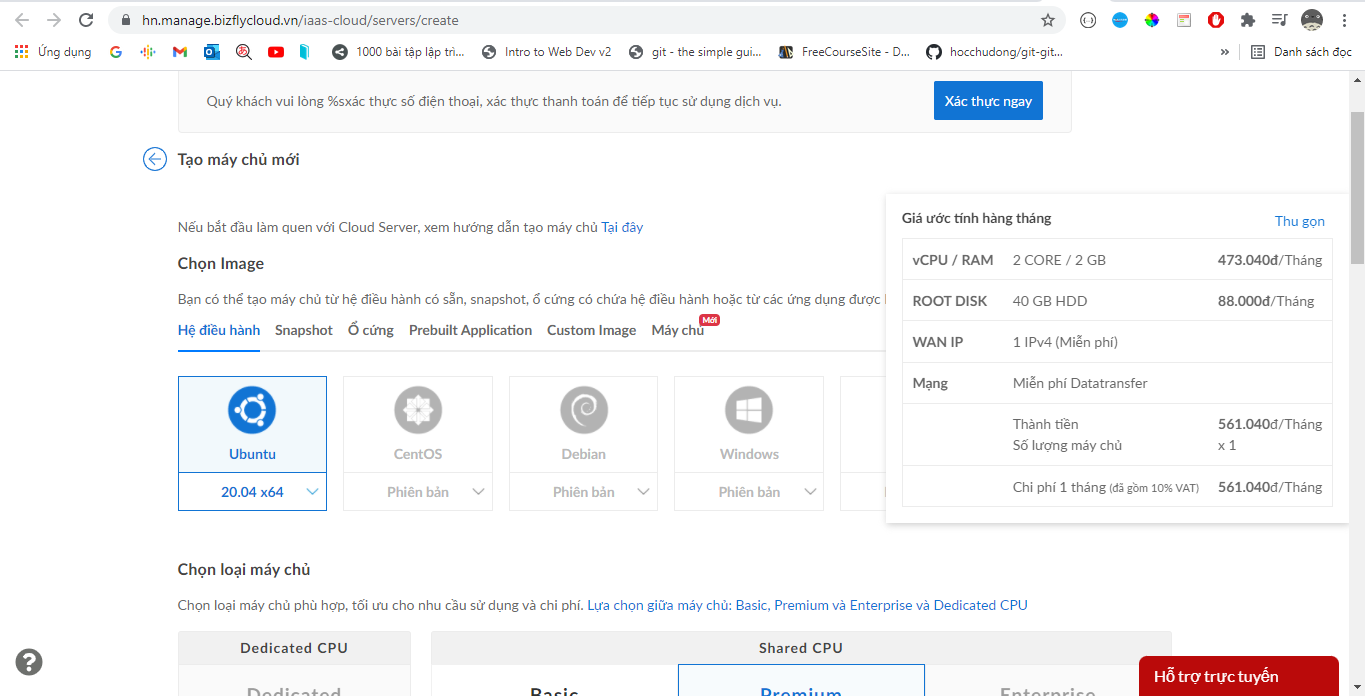 hn.manage.bizflycloud.vn/iaas-cloud/servers/create
Ứng dụng
1000 bài tập lập trì...
Intro to Web Dev v2
git - the simple gui...
FreeCourseSite - D...
hocchudong/git-git...
»
Danh sách đọc
Quý khách vui lòng %sxác thực số điện thoại, xác thực thanh toán để tiếp tục sử dụng dịch vụ.
Xác thực ngay
Tạo máy chủ mới
Nếu bắt đầu làm quen với Cloud Server, xem hướng dẫn tạo máy chủ Tại đây
Chọn Image
Bạn có thể tạo máy chủ từ hệ điều hành có sẵn, snapshot, ổ cứng có chứa hệ điều hành hoặc từ các ứng dụng được
Hệ điều hành Snapshot Ổ cứng Prebuilt Application Custom Image Máy chủ Mới
Ubuntu
20.04 x64
CentOS
Phiên bản
Debian
Phiên bản
Windows
Phiên bản
Giá ước tính hàng tháng
Thu gọn
vCPU / RAM 2 CORE / 2 GB 473.040đ/Tháng
ROOT DISK 40 GB HDD 88.000đ/Tháng
WAN IP 1 IPv4 (Miễn phí)
Mạng Miễn phí Datatransfer
Thành tiền 561.040đ/Tháng
Số lượng máy chủ x 1
Chi phí 1 tháng (đã gồm 10% VAT) 561.040đ/Tháng
Chọn loại máy chủ
Chọn loại máy chủ phù hợp, tối ưu cho nhu cầu sử dụng và chi phí. Lựa chọn giữa máy chủ: Basic, Premium và Enterprise và Dedicated CPU
Dedicated CPU
Shared CPU
Dedicated
Basic
Premium
Enterprise
?
Hỗ trợ trực tuyến